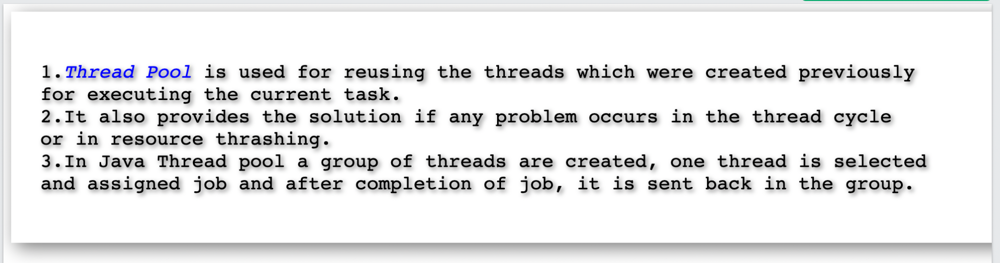 1.Thread Pool is used for reusing the threads which were created previously
for executing the current task.
2.It also provides the solution if any problem occurs in the thread cycle
or in resource thrashing.
3.In Java Thread pool a group of threads are created, one thread is selected
and assigned job and after completion of job, it is sent back in the group.